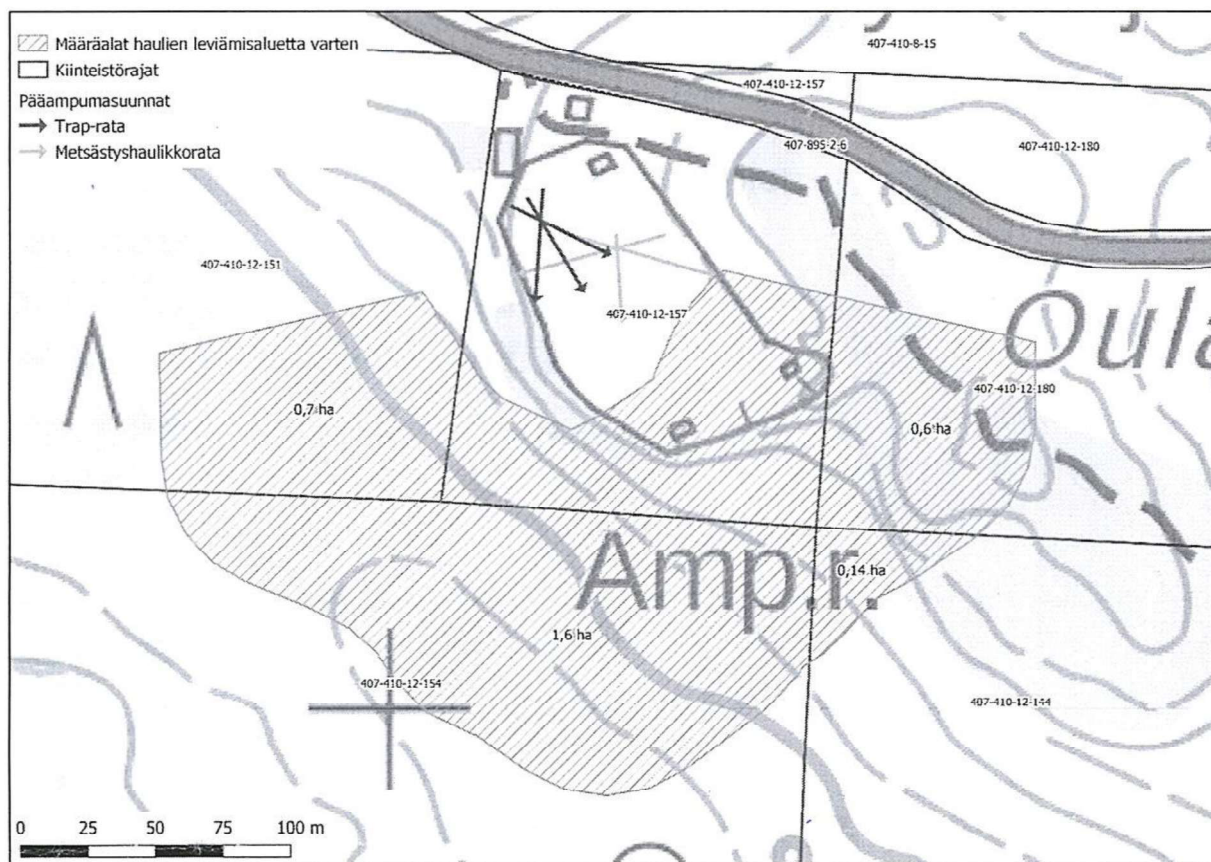 Määräalat haulien leviämisaluetta varten
Kiinteistörajat
Pääampumasuunnat
Trap-rata
Metsästyshaulikkorata
407-410-8-15
407-410-12-157
407-895-2-6
407-410-12-180
407-410-12-151
407-410-12-157
Oula
407-410-12-180
0,7 ha
0,6 ha
Amp.r.
0,14 ha
1,6 ha
407-410-12-154
407-410-12-144
0 25 50 75 100 m